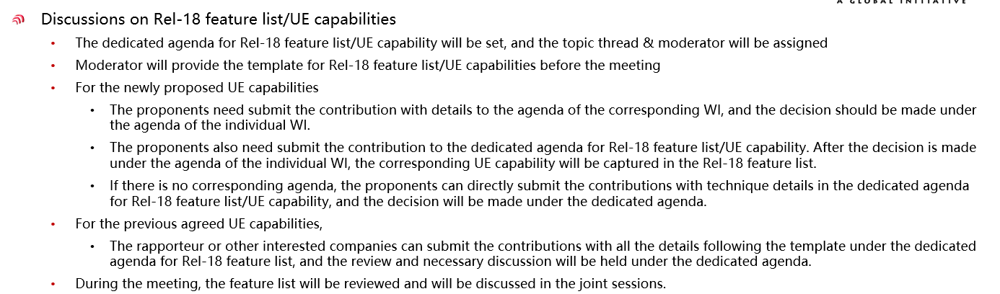 A GLOBAL INITIATIVE
Discussions on Rel-18 feature list/UE capabilities
• The dedicated agenda for Rel-18 feature list/UE capability will be set, and the topic thread & moderator will be assigned
• Moderator will provide the template for Rel-18 feature list/UE capabilities before the meeting
• For the newly proposed UE capabilities
• The proponents need submit the contribution with details to the agenda of the corresponding WI, and the decision should be made under
the agenda of the individual WI.
• The proponents also need submit the contribution to the dedicated agenda for Rel-18 feature list/UE capability. After the decision is made
under the agenda of the individual WI, the corresponding UE capability will be captured in the Rel-18 feature list.
• If there is no corresponding agenda, the proponents can directly submit the contributions with technique details in the dedicated agenda
for Rel-18 feature list/UE capability, and the decision will be made under the dedicated agenda.
• For the previous agreed UE capabilities,
• The rapporteur or other interested companies can submit the contributions with all the details following the template under the dedicated
agenda for Rel-18 feature list, and the review and necessary discussion will be held under the dedicated agenda.
• During the meeting, the feature list will be reviewed and will be discussed in the joint sessions.